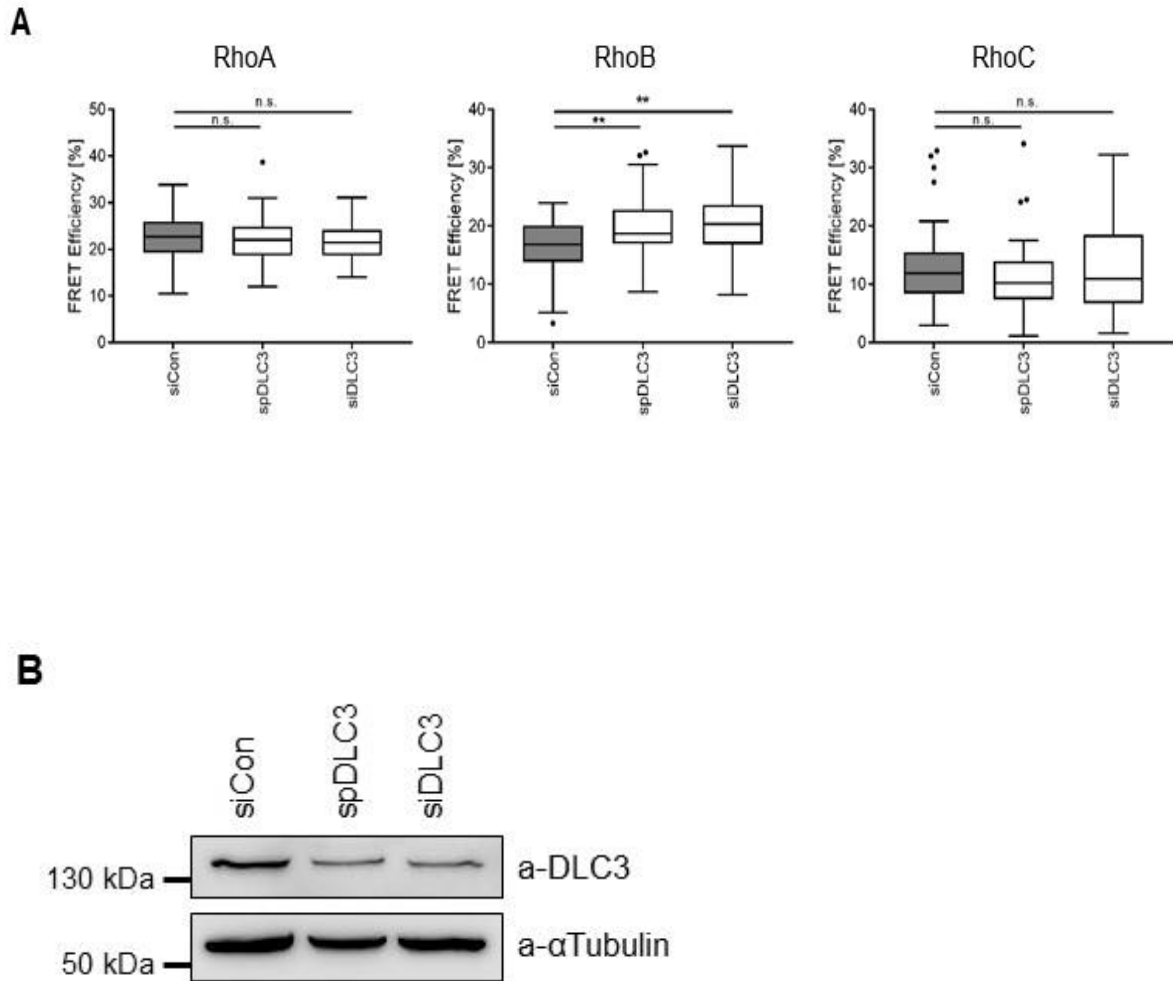 A
RhoA
n.s.
n.s.
FRET Efficiency [%]
50
40
30
20
10
0
siCon
spDLC3
siDLC3
RhoB
**
**
FRET Efficiency [%]
40
30
20
10
0
siCon
spDLC3
siDLC3
RhoC
n.s.
n.s.
FRET Efficiency [%]
40
30
20
10
0
siCon
spDLC3
siDLC3
B
siCon
spDLC3
siDLC3
130 kDa
a-DLC3
50 kDa
a-αTubulin